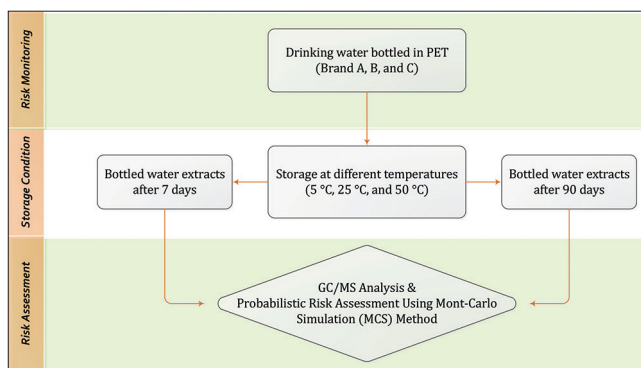 Risk Monitoring
Drinking water bottled in PET
(Brand A, B, and C)
Storage Condition
Bottled water extracts
after 7 days
Storage at different temperatures
(5 °C, 25 °C, and 50 °C)
Bottled water extracts
after 90 days
Risk Assessment
GC/MS Analysis &
Probabilistic Risk Assessment Using Mont-Carlo
Simulation (MCS) Method